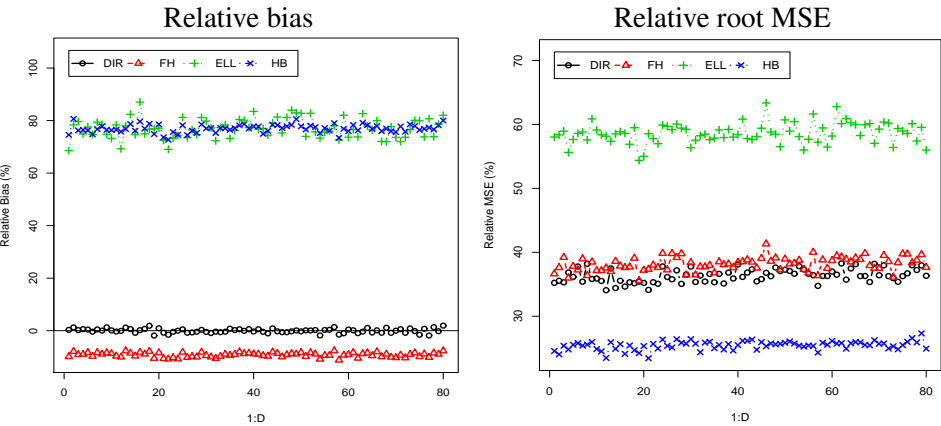 Relative bias
DIR FH ELL HB
Relative Bias (%)
100
80
60
40
20
0
0 20 40 60 80
1:D
Relative root MSE
DIR FH ELL HB
Relative MSE (%)
70
60
50
40
30
0 20 40 60 80
1:D